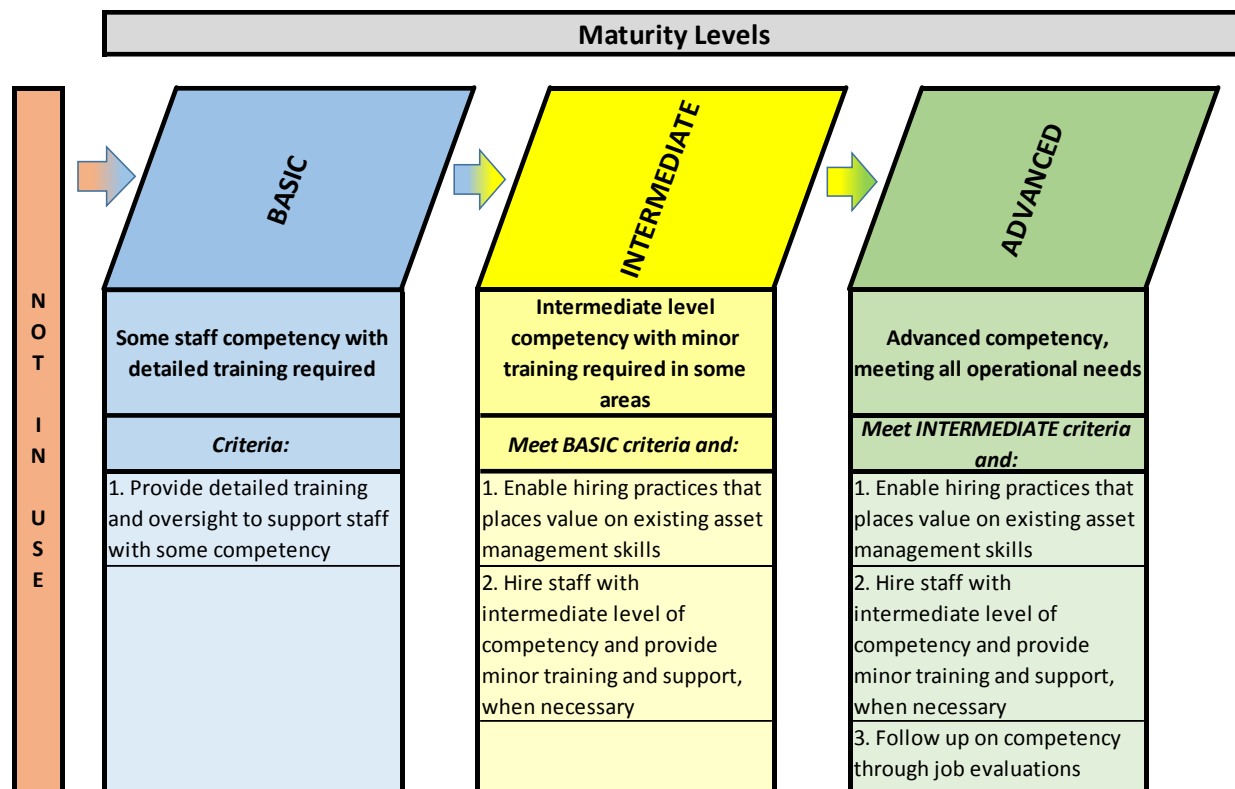 Maturity Levels
NOT IN USE
BASIC
Some staff competency with
detailed training required
Criteria:
1. Provide detailed training
and oversight to support staff
with some competency
INTERMEDIATE
Intermediate level
competency with minor
training required in some
areas
Meet BASIC criteria and:
1. Enable hiring practices that
places value on existing asset
management skills
2. Hire staff with
intermediate level of
competency and provide
minor training and support,
when necessary
ADVANCED
Advanced competency,
meeting all operational needs
Meet INTERMEDIATE criteria
and:
1. Enable hiring practices that
places value on existing asset
management skills
2. Hire staff with
intermediate level of
competency and provide
minor training and support,
when necessary
3. Follow up on competency
through job evaluations